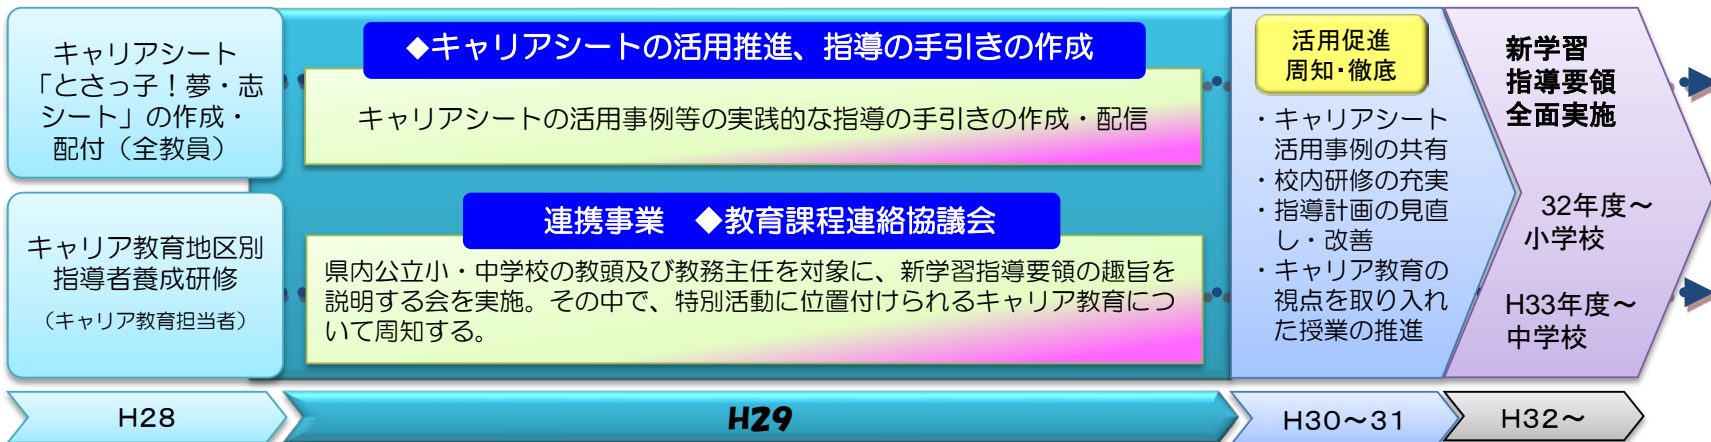 キャリアシート
「とさっ子！夢・志
シート」の作成・
配付（全教員）
キャリア教育地区別
指導者養成研修
（キャリア教育担当者）
◆キャリアシートの活用推進、指導の手引きの作成
キャリアシートの活用事例等の実践的な指導の手引きの作成・配信
連携事業　◆教育課程連絡協議会
県内公立小・中学校の教頭及び教務主任を対象に、新学習指導要領の趣旨を
説明する会を実施。その中で、特別活動に位置付けられるキャリア教育につ
いて周知する。
活用促進
周知・徹底
・キャリアシート
活用事例の共有
・校内研修の充実
・指導計画の見直
し・改善
・キャリア教育の
視点を取り入れ
た授業の推進
新学習
指導要領
全面実施
32年度～
小学校
H33年度～
中学校
H28
H29
H30～31
H32～